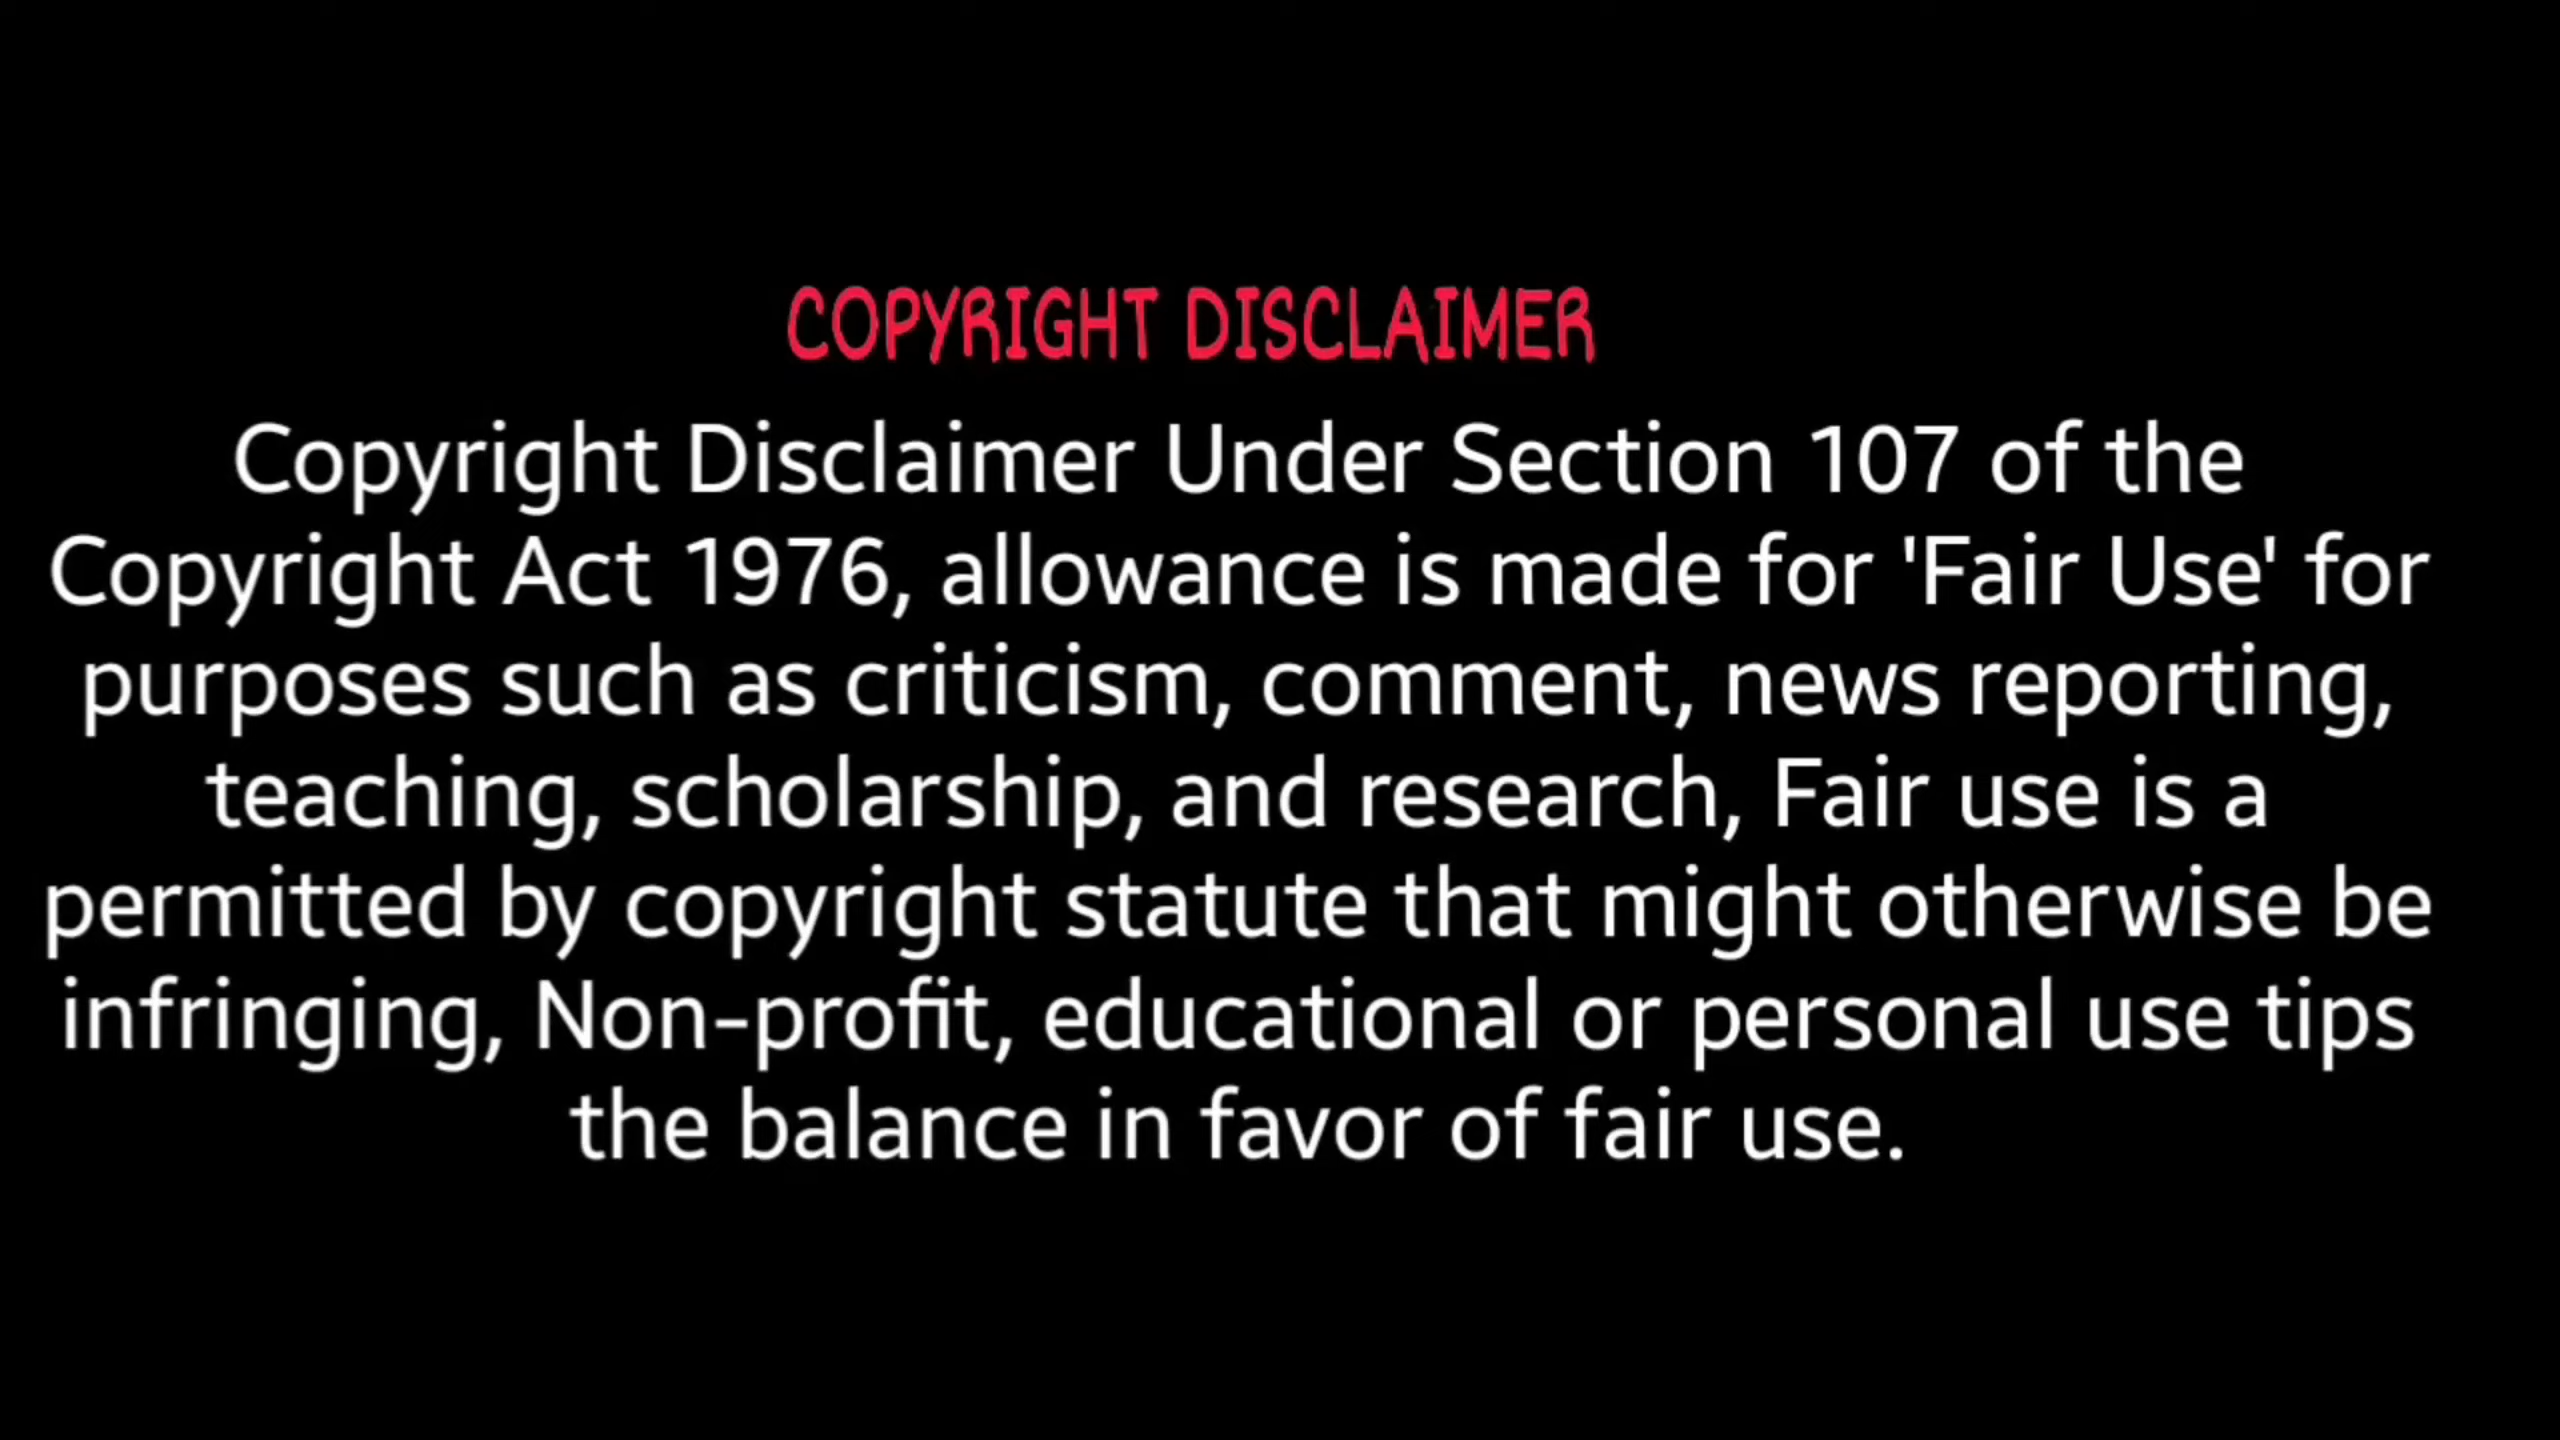 COPYRIGHT DISCLAIMER
Copyright Disclaimer Under Section 107 of the
Copyright Act 1976, allowance is made for 'Fair Use' for
purposes such as criticism, comment, news reporting,
teaching, scholarship, and research, Fair use is a
permitted by copyright statute that might otherwise be
infringing, Non-profit, educational or personal use tips
the balance in favor of fair use.